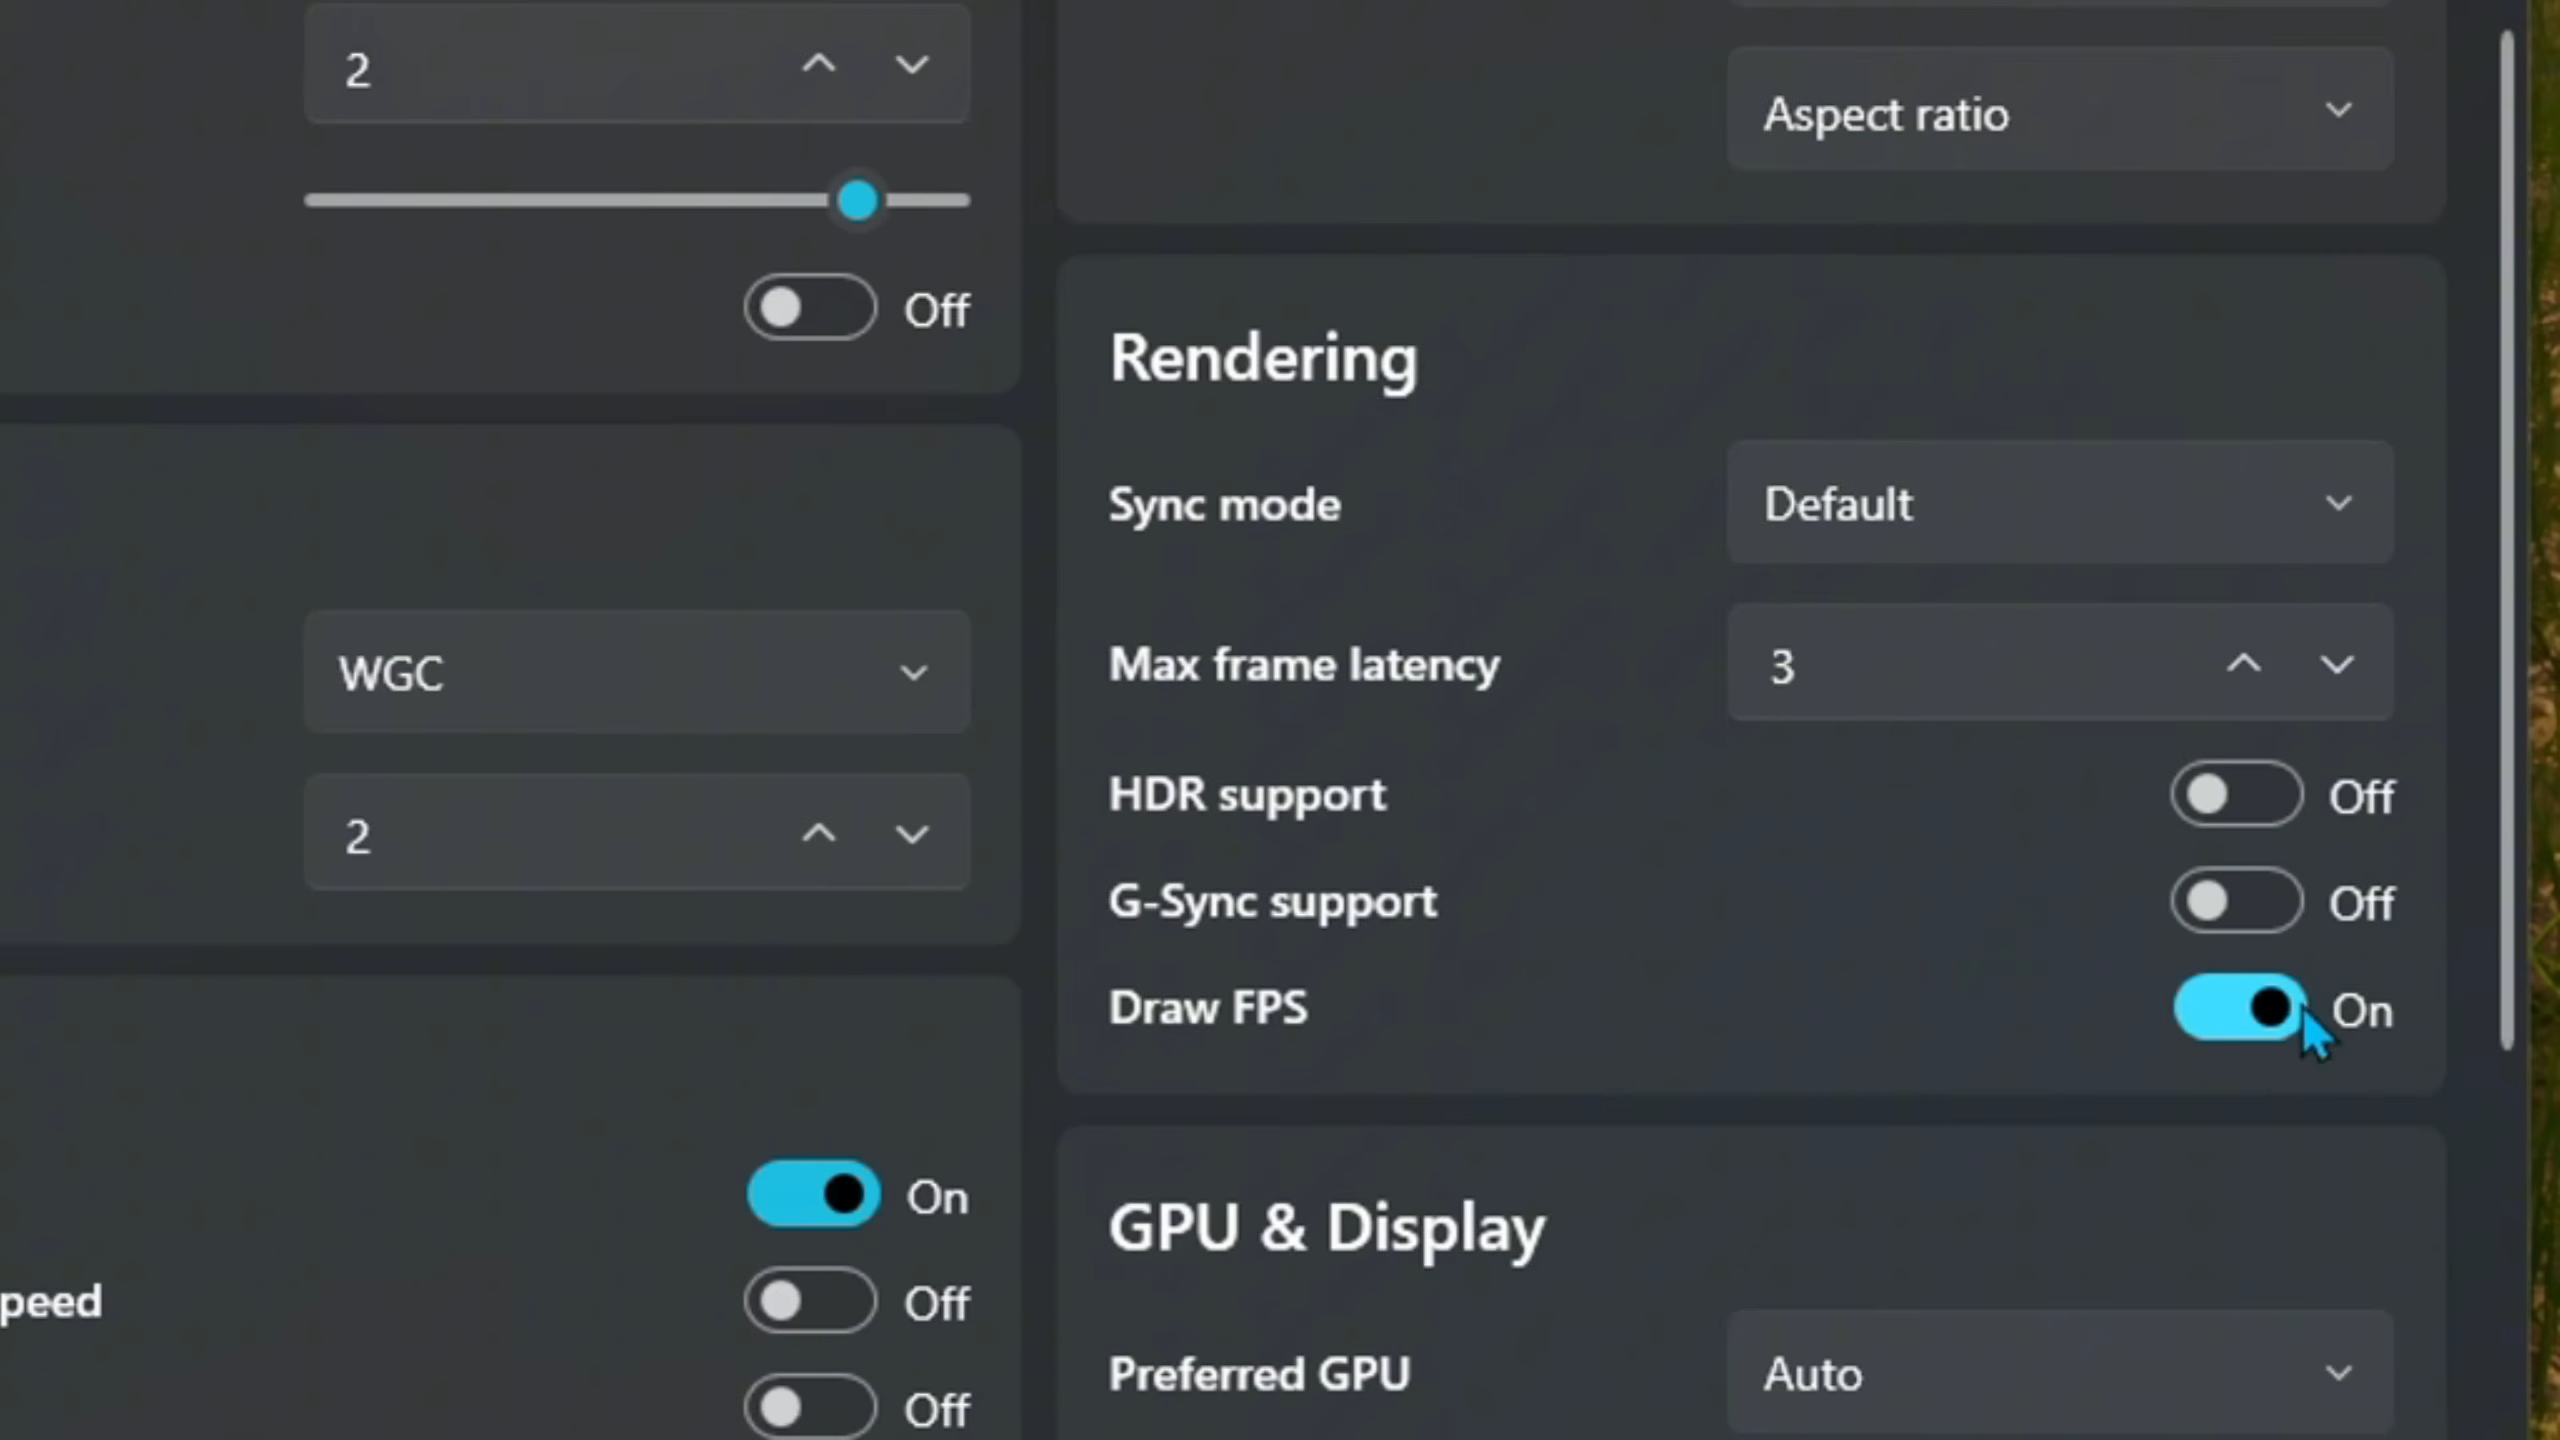 2
Off
WGC
2
On
peed
Off
Off
Aspect ratio
Rendering
Sync mode
Default
Max frame latency
3
HDR support
Off
G-Sync support
Off
Draw FPS
On
GPU & Display
Preferred GPU
Auto